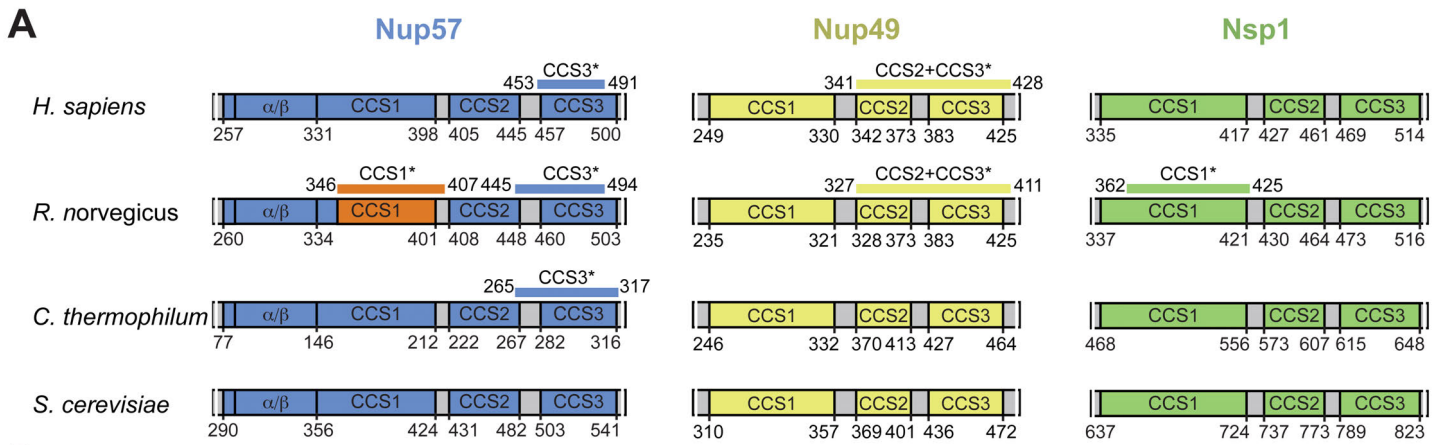 A
Nup57 Nup49 Nsp1
CCS3* CCS2+CCS3*
453 491 341 428
H. sapiens α/β CCS1 CCS2 CCS3 CCS1 CCS2 CCS3 CCS1 CCS2 CCS3
257 331 398 405 445 457 500 249 330 342 373 383 425 335 417 427 461 469 514
CCS1* CCS3* CCS2+CCS3* CCS1*
346 407 445 494 327 411 362 425
R. norvegicus α/β CCS1 CCS2 CCS3 CCS1 CCS2 CCS3 CCS1 CCS2 CCS3
260 334 401 408 448 460 503 235 321 328 373 383 425 337 421 430 464 473 516
CCS3*
265 317
C. thermophilum α/β CCS1 CCS2 CCS3 CCS1 CCS2 CCS3 CCS1 CCS2 CCS3
77 146 212 222 267 282 316 246 332 370 413 427 464 468 556 573 607 615 648
S. cerevisiae α/β CCS1 CCS2 CCS3 CCS1 CCS2 CCS3 CCS1 CCS2 CCS3
290 356 424 431 482 503 541 310 357 369 401 436 472 637 724 737 773 789 823